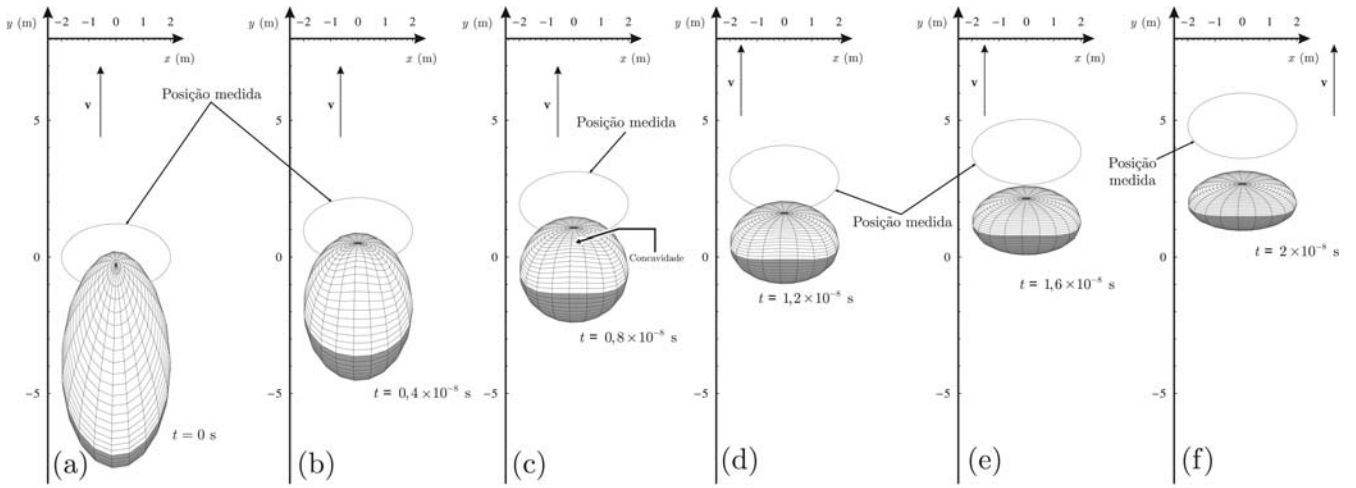 y (m) −2 −1 0 1 2
x (m)
v
Posição medida
5
0
−5
t = 0 s
(a)
y (m) −2 −1 0 1 2
x (m)
v
5
0
−5
t = 0,4×10⁻⁸ s
(b)
y (m) −2 −1 0 1 2
x (m)
v
Posição medida
5
0
Concavidade
−5
t = 0,8×10⁻⁸ s
(c)
y (m) −2 −1 0 1 2
x (m)
v
5
Posição medida
0
−5
t = 1,2×10⁻⁸ s
(d)
y (m) −2 −1 0 1 2
x (m)
v
5
0
−5
t = 1,6×10⁻⁸ s
(e)
y (m) −2 −1 0 1 2
x (m)
v
5
Posição
medida
0
−5
t = 2×10⁻⁸ s
(f)